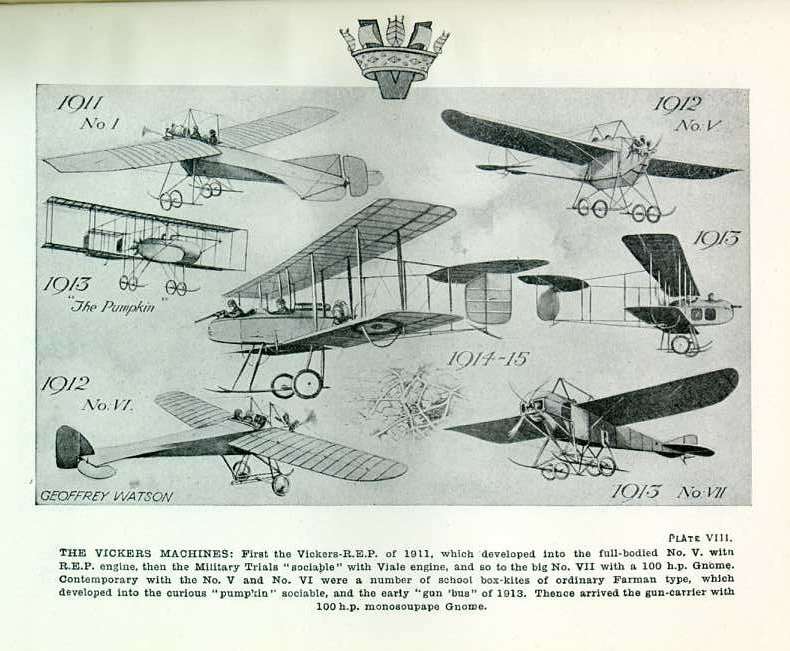 V
1911
No I
1912
No. V.
1913
"The Pumpkin"
1913
1914-15
1912
No. VI.
1913 No VII
GEOFFREY WATSON
PLATE VIII.
THE VICKERS MACHINES: First the Vickers-R.E.P. of 1911, which developed into the full-bodied No. V. with
R.E.P. engine, then the Military Trials "sociable" with Viale engine, and so to the big No. VII with a 100 h.p. Gnome.
Contemporary with the No. V and No. VI were a number of school box-kites of ordinary Farman type, which
developed into the curious "pump'kin" sociable, and the early "gun 'bus" of 1913. Thence arrived the gun-carrier with
100 h.p. monosoupape Gnome.